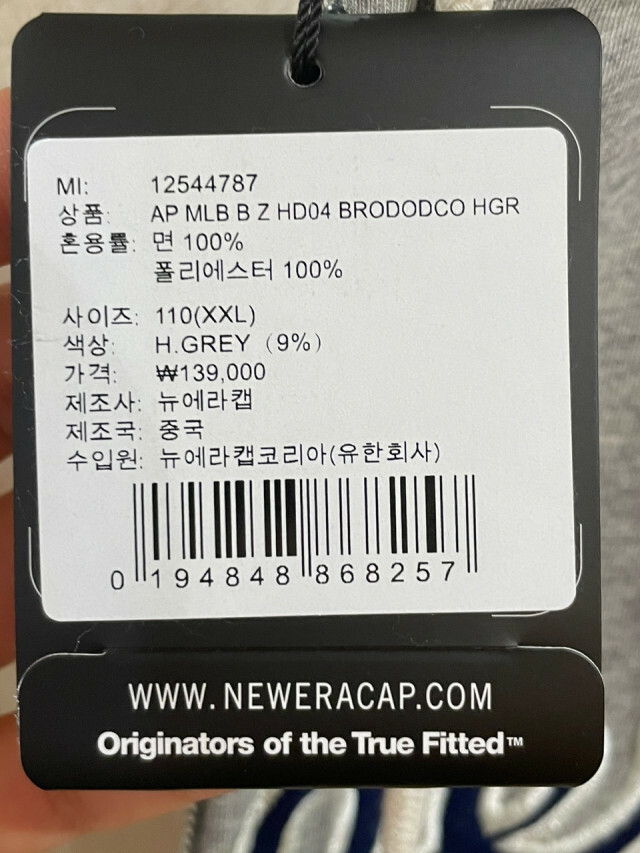 MI: 12544787
상품: AP MLB B Z HD04 BRODODCO HGR
혼용률: 면 100%
폴리에스터 100%
사이즈: 110(XXL)
색상: H.GREY (9%)
가격: ₩139,000
제조사: 뉴에라캡
제조국: 중국
수입원: 뉴에라캡코리아(유한회사)
0 194848 868257
WWW.NEWERACAP.COM
Originators of the True Fitted™